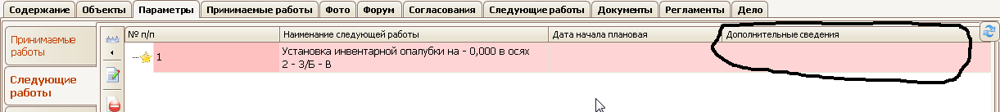 Содержание Объекты Параметры Принимаемые работы Фото Форум Согласования Следующие работы Документы Регламенты Дело
Принимаемые
работы
Следующие
работы
№ п/п Наименание следующей работы Дата начала плановая Дополнительные сведения
1 Установка инвентарной опалубки на - 0,000 в осях
2 - 3/Б - В